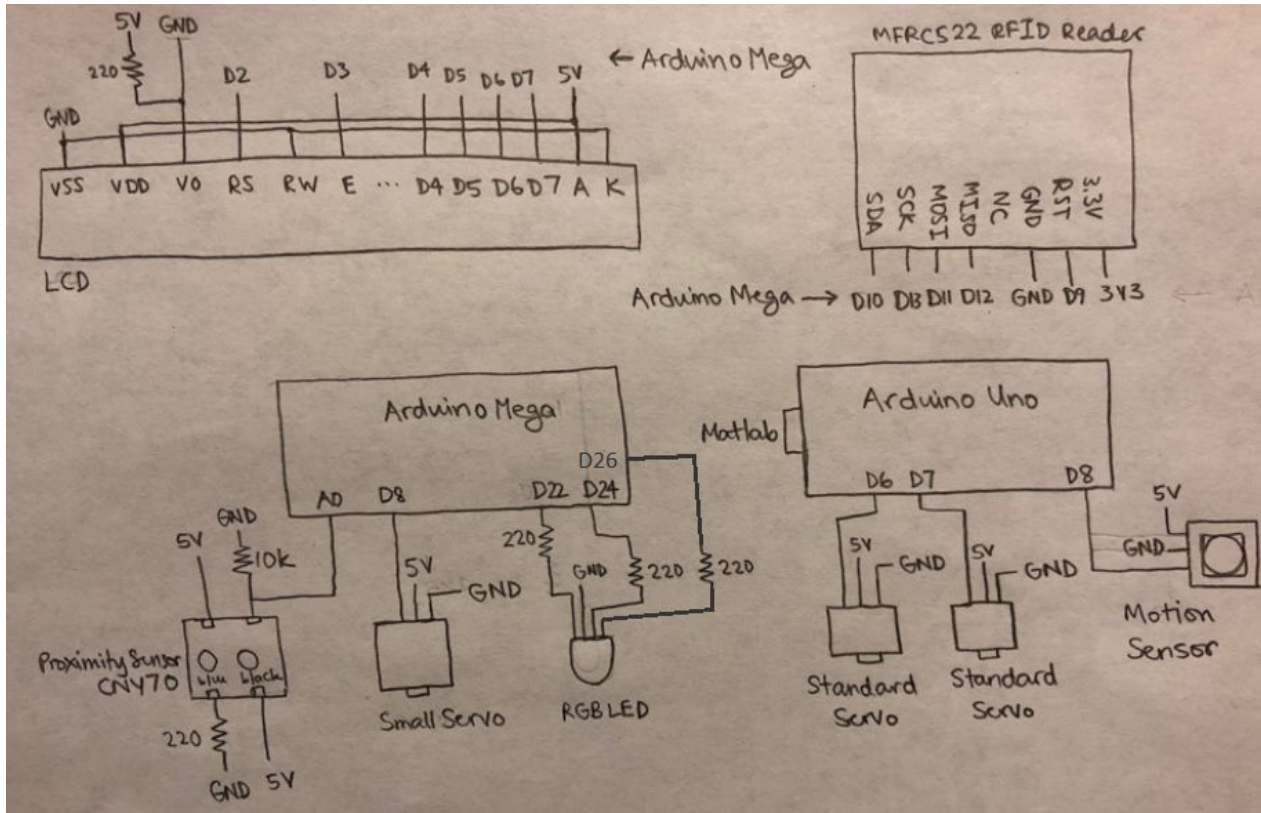 5V GND
220
D2 D3 D4 D5 D6 D7 5V ← Arduino Mega
GND
VSS VDD VO RS RW E ... D4 D5 D6 D7 A K
LCD
MFRC522 RFID Reader
SDA SCK MOSI MISO NC GND RST 3.3V
Arduino Mega → D10 D13 D11 D12 GND D9 3V3
Arduino Mega
D26
A0 D8 D22 D24
GND
5V
10K
220
220
220
5V
GND
GND
Proximity Sensor
CNY70
blu black
220
GND 5V
Small Servo
RGB LED
Arduino Uno
Matlab
D6 D7 D8
5V
GND
5V
GND
5V
GND
Standard
Servo
Standard
Servo
Motion
Sensor